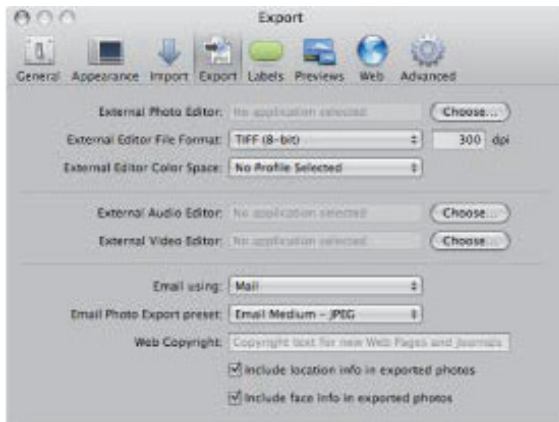 Export
General Appearance Import Export Labels Previews Web Advanced
External Photo Editor: No application selected Choose...
External Editor File Format: TIFF (8-bit) 300 dpi
External Editor Color Space: No Profile Selected
External Audio Editor: No application selected Choose...
External Video Editor: No application selected Choose...
Email using: Mail
Email Photo Export preset: Email Medium - JPEG
Web Copyright: Copyright text for new Web Pages and Journals
Include location info in exported photos
Include face info in exported photos